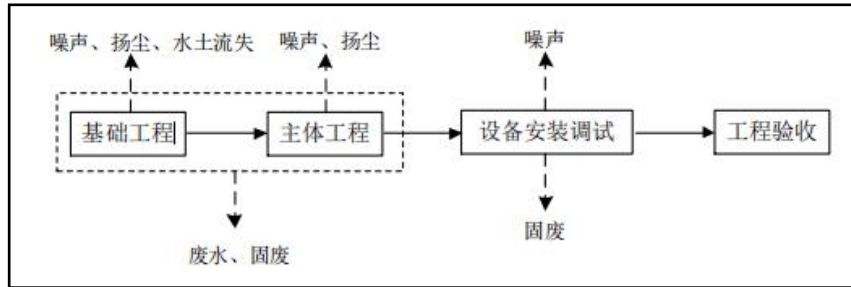 噪声、扬尘、水土流失
噪声、扬尘
噪声
基础工程
主体工程
设备安装调试
工程验收
废水、固废
固废